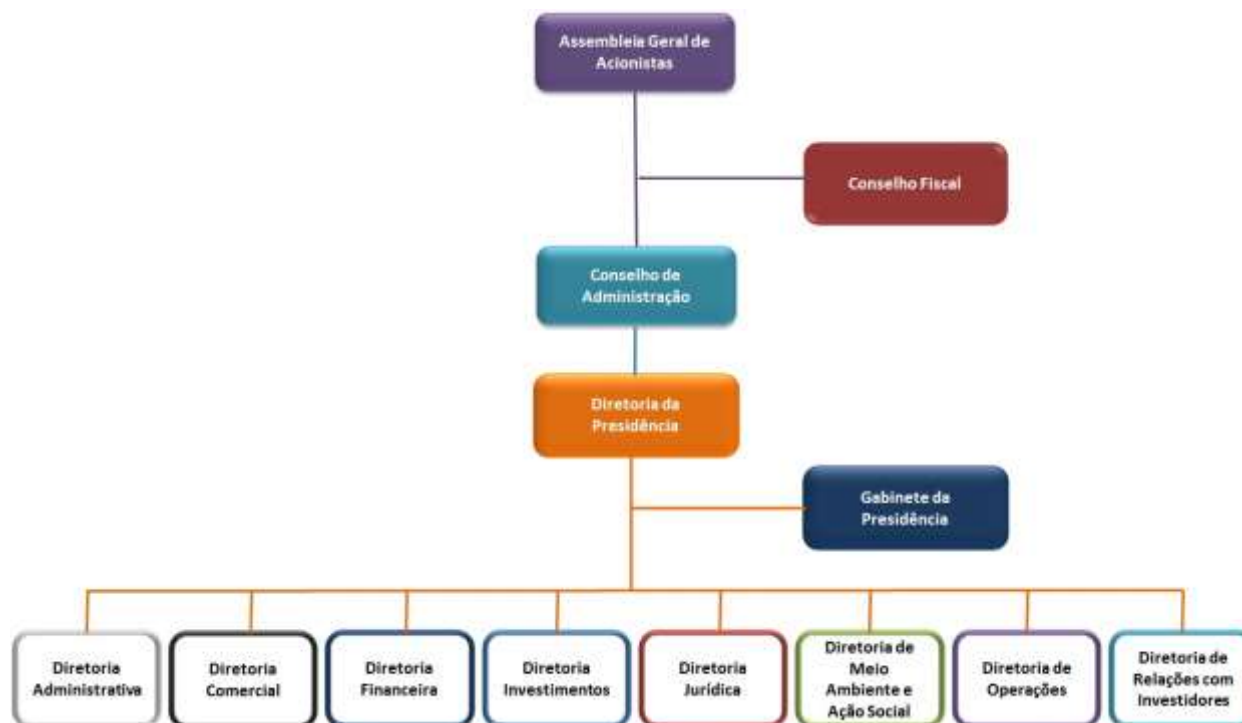 Assembleia Geral de
Acionistas
Conselho Fiscal
Conselho de
Administração
Diretoria da
Presidência
Gabinete da
Presidência
Diretoria
Administrativa
Diretoria
Comercial
Diretoria
Financeira
Diretoria
Investimentos
Diretoria
Jurídica
Diretoria de
Meio
Ambiente e
Ação Social
Diretoria de
Operações
Diretoria de
Relações com
Investidores